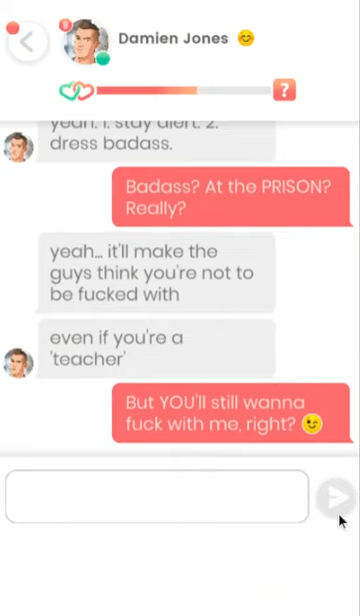 Damien Jones
?
yeah. 1. stay alert. 2.
dress badass.
Badass? At the PRISON?
Really?
yeah... it'll make the
guys think you're not to
be fucked with
even if you're a
'teacher'
But YOU'll still wanna
fuck with me, right?